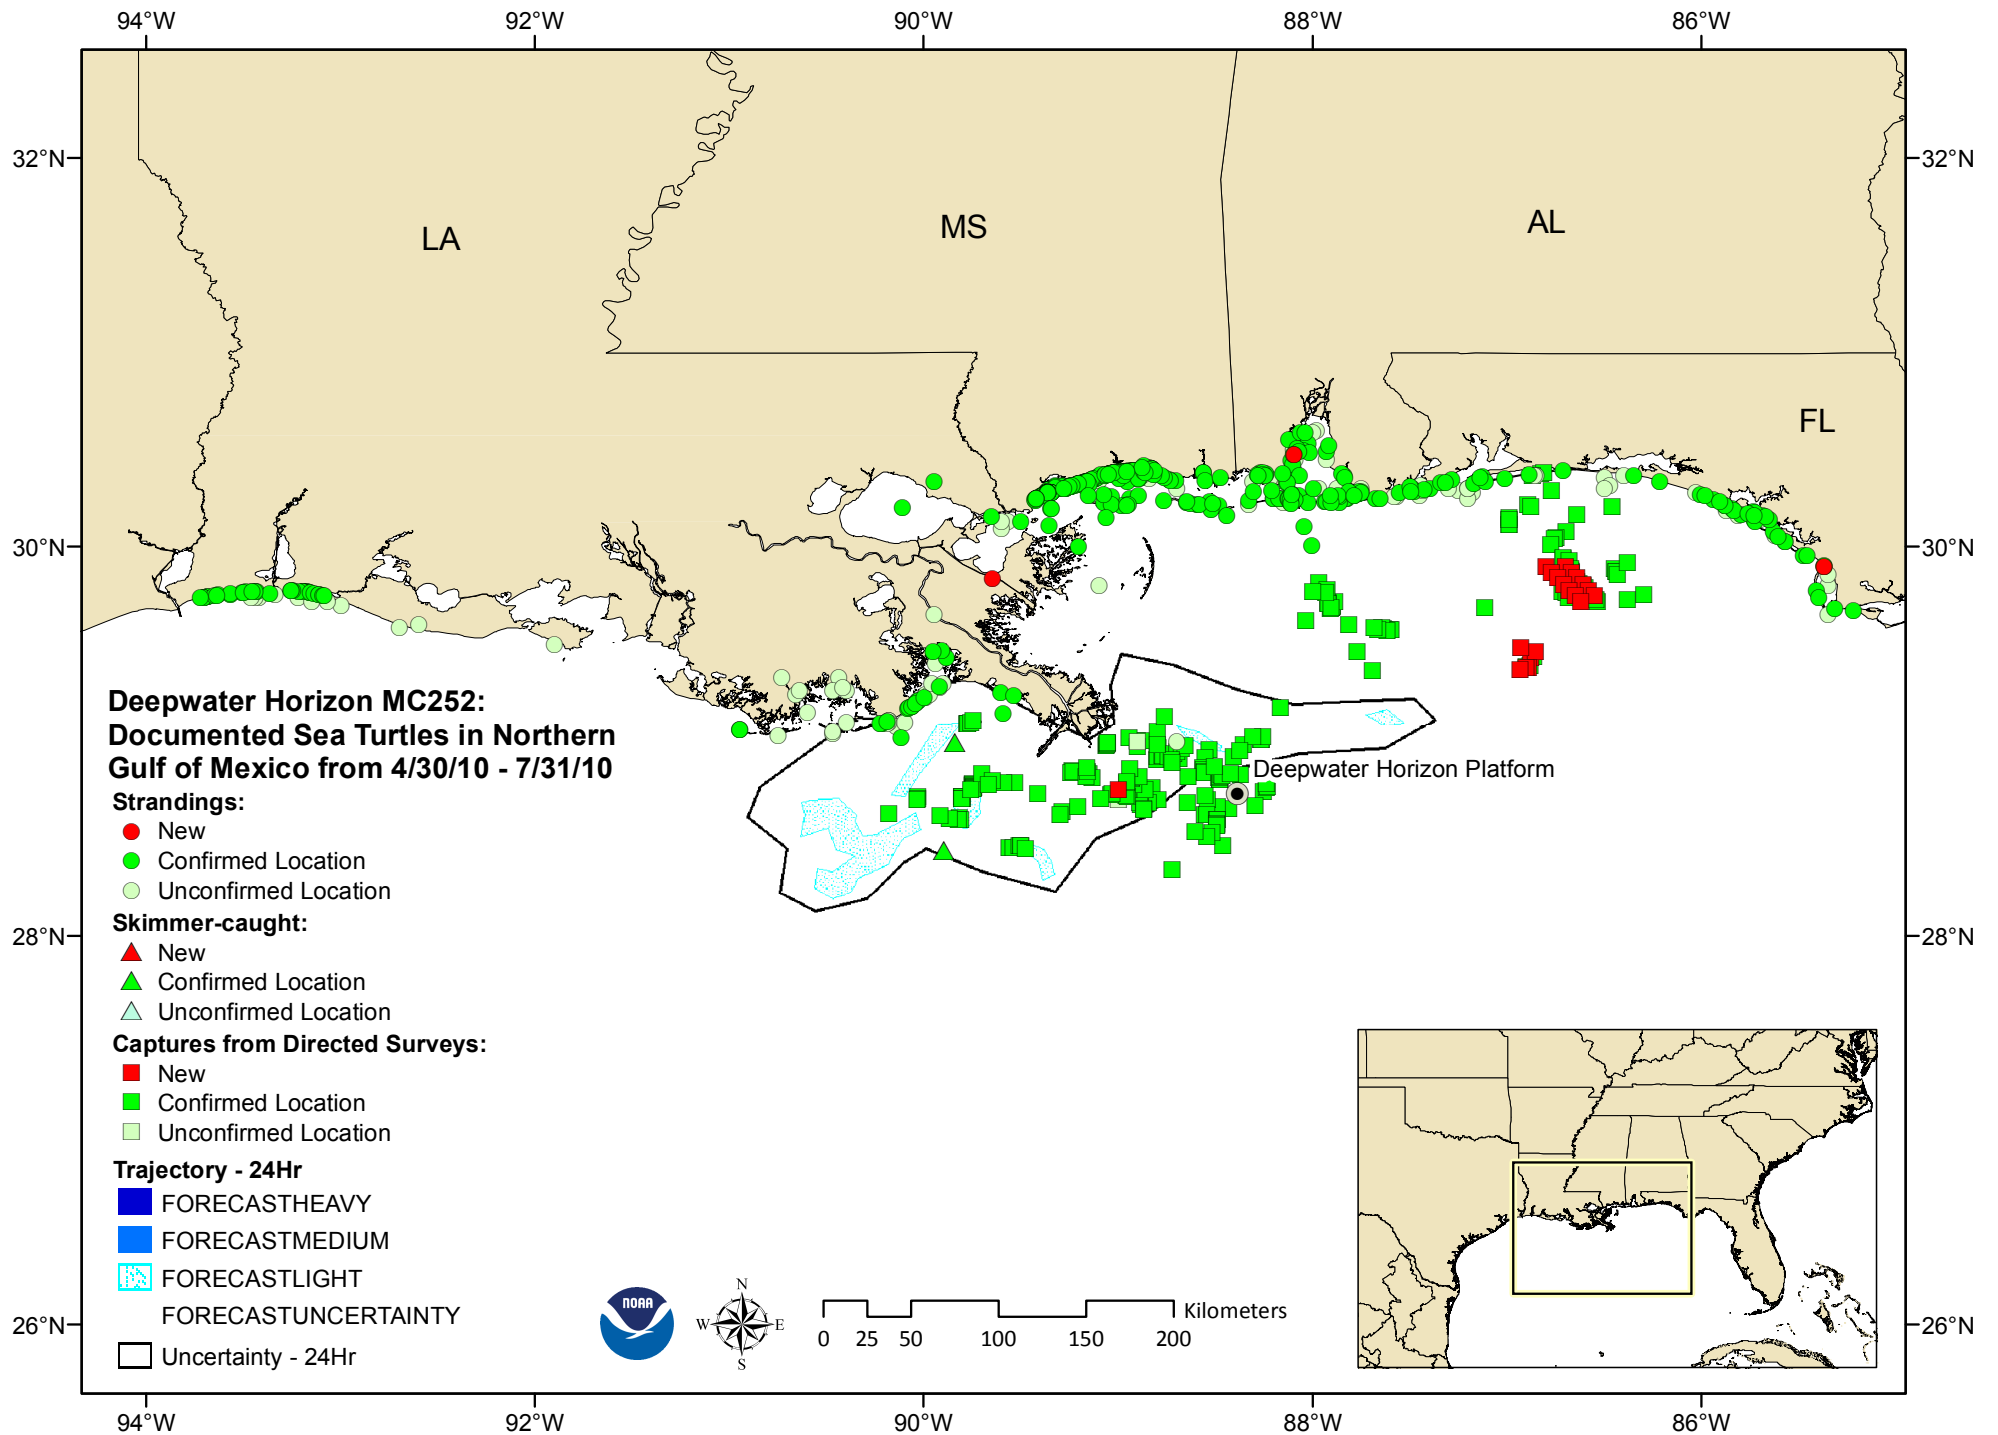 94°W 92°W 90°W 88°W 86°W
32°N 32°N
LA MS AL
FL
30°N 30°N
Deepwater Horizon Platform
Deepwater Horizon MC252:
Documented Sea Turtles in Northern
Gulf of Mexico from 4/30/10 - 7/31/10
Strandings:
New
Confirmed Location
Unconfirmed Location
Skimmer-caught:
New
Confirmed Location
Unconfirmed Location
Captures from Directed Surveys:
New
Confirmed Location
Unconfirmed Location
Trajectory - 24Hr
FORECASTHEAVY
FORECASTMEDIUM
FORECASTLIGHT
FORECASTUNCERTAINTY
Uncertainty - 24Hr
28°N 28°N
NOAA
N
W E
S
Kilometers
0 25 50 100 150 200
26°N 26°N
94°W 92°W 90°W 88°W 86°W